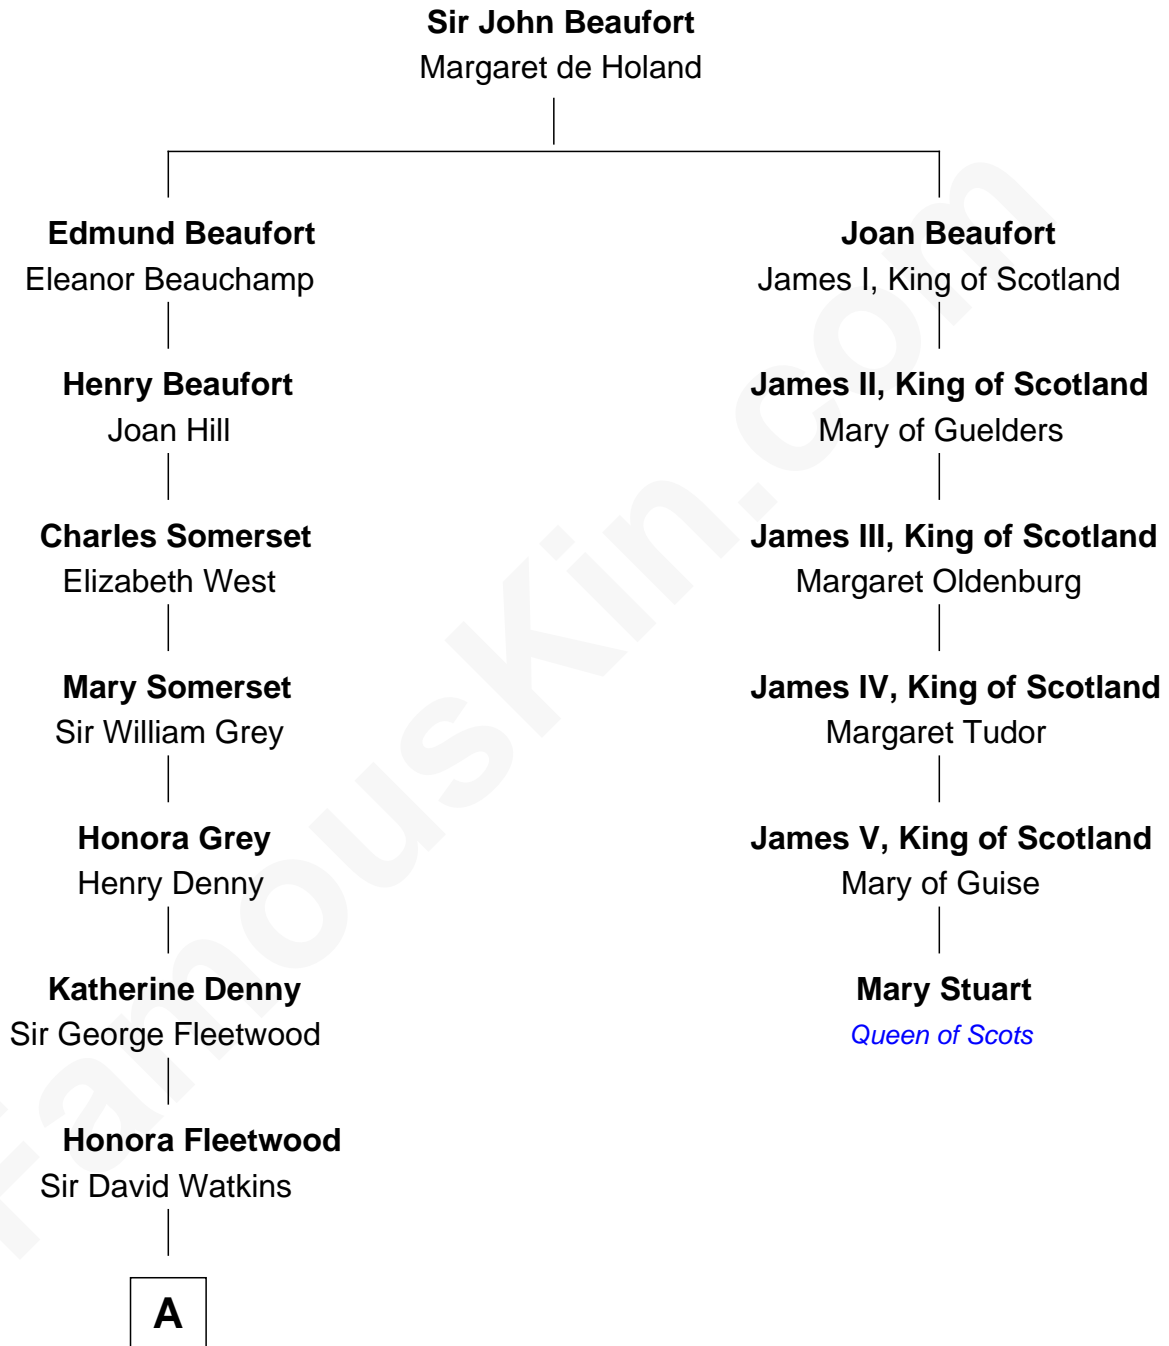 Sir John Beaufort
Margaret de Holand
Edmund Beaufort
Eleanor Beauchamp
Joan Beaufort
James I, King of Scotland
Henry Beaufort
Joan Hill
James II, King of Scotland
Mary of Guelders
Charles Somerset
Elizabeth West
James III, King of Scotland
Margaret Oldenburg
Mary Somerset
Sir William Grey
James IV, King of Scotland
Margaret Tudor
Honora Grey
Henry Denny
James V, King of Scotland
Mary of Guise
Katherine Denny
Sir George Fleetwood
Mary Stuart
Queen of Scots
Honora Fleetwood
Sir David Watkins
A
FamousKin.com